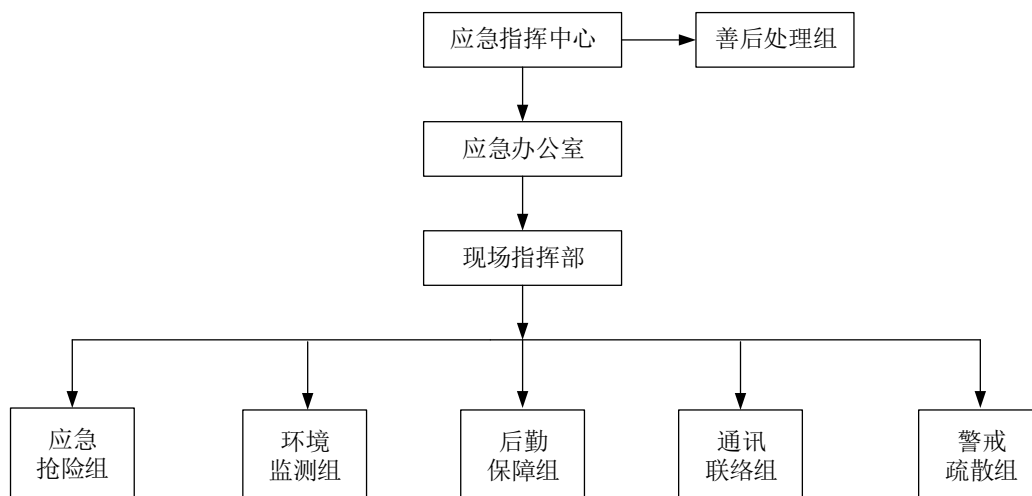 应急指挥中心
善后处理组
应急办公室
现场指挥部
应急
抢险组
环境
监测组
后勤
保障组
通讯
联络组
警戒
疏散组